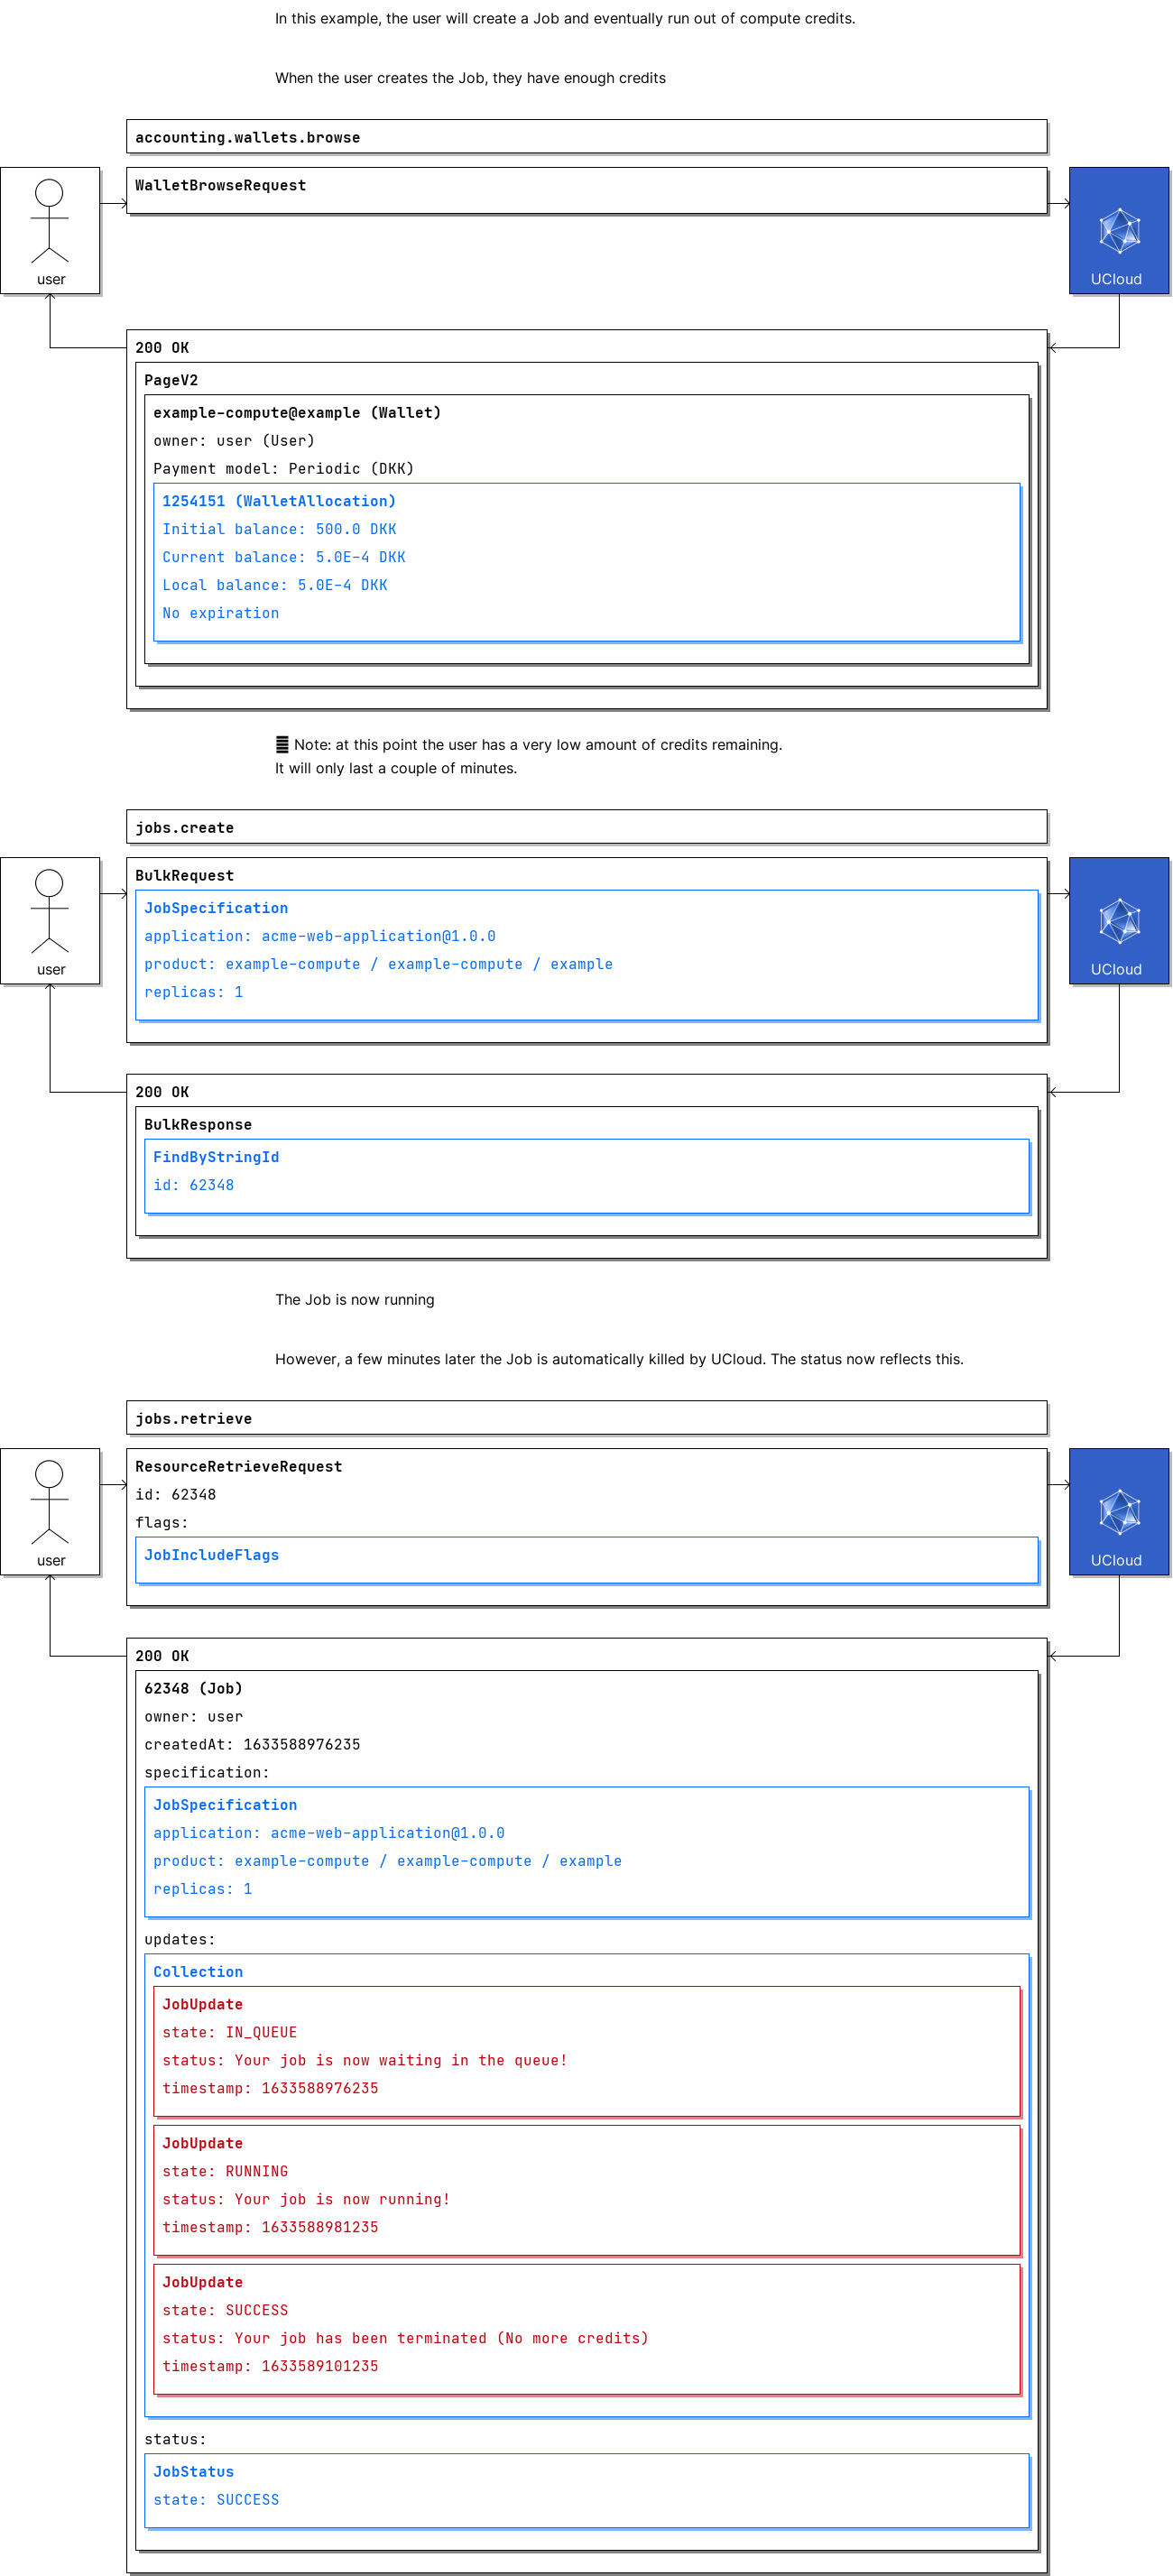 In this example, the user will create a Job and eventually run out of compute credits.
When the user creates the Job, they have enough credits
accounting.wallets.browse
WalletBrowseRequest
user
UCloud
200 OK
PageV2
example-compute@example (Wallet)
owner: user (User)
Payment model: Periodic (DKK)
1254151 (WalletAllocation)
Initial balance: 500.0 DKK
Current balance: 5.0E-4 DKK
Local balance: 5.0E-4 DKK
No expiration
Note: at this point the user has a very low amount of credits remaining.
It will only last a couple of minutes.
jobs.create
BulkRequest
JobSpecification
application: acme-web-application@1.0.0
product: example-compute / example-compute / example
replicas: 1
user
UCloud
200 OK
BulkResponse
FindByStringId
id: 62348
The Job is now running
However, a few minutes later the Job is automatically killed by UCloud. The status now reflects this.
jobs.retrieve
ResourceRetrieveRequest
id: 62348
flags:
JobIncludeFlags
user
UCloud
200 OK
62348 (Job)
owner: user
createdAt: 1633588976235
specification:
JobSpecification
application: acme-web-application@1.0.0
product: example-compute / example-compute / example
replicas: 1
updates:
Collection
JobUpdate
state: IN_QUEUE
status: Your job is now waiting in the queue!
timestamp: 1633588976235
JobUpdate
state: RUNNING
status: Your job is now running!
timestamp: 1633588981235
JobUpdate
state: SUCCESS
status: Your job has been terminated (No more credits)
timestamp: 1633589101235
status:
JobStatus
state: SUCCESS